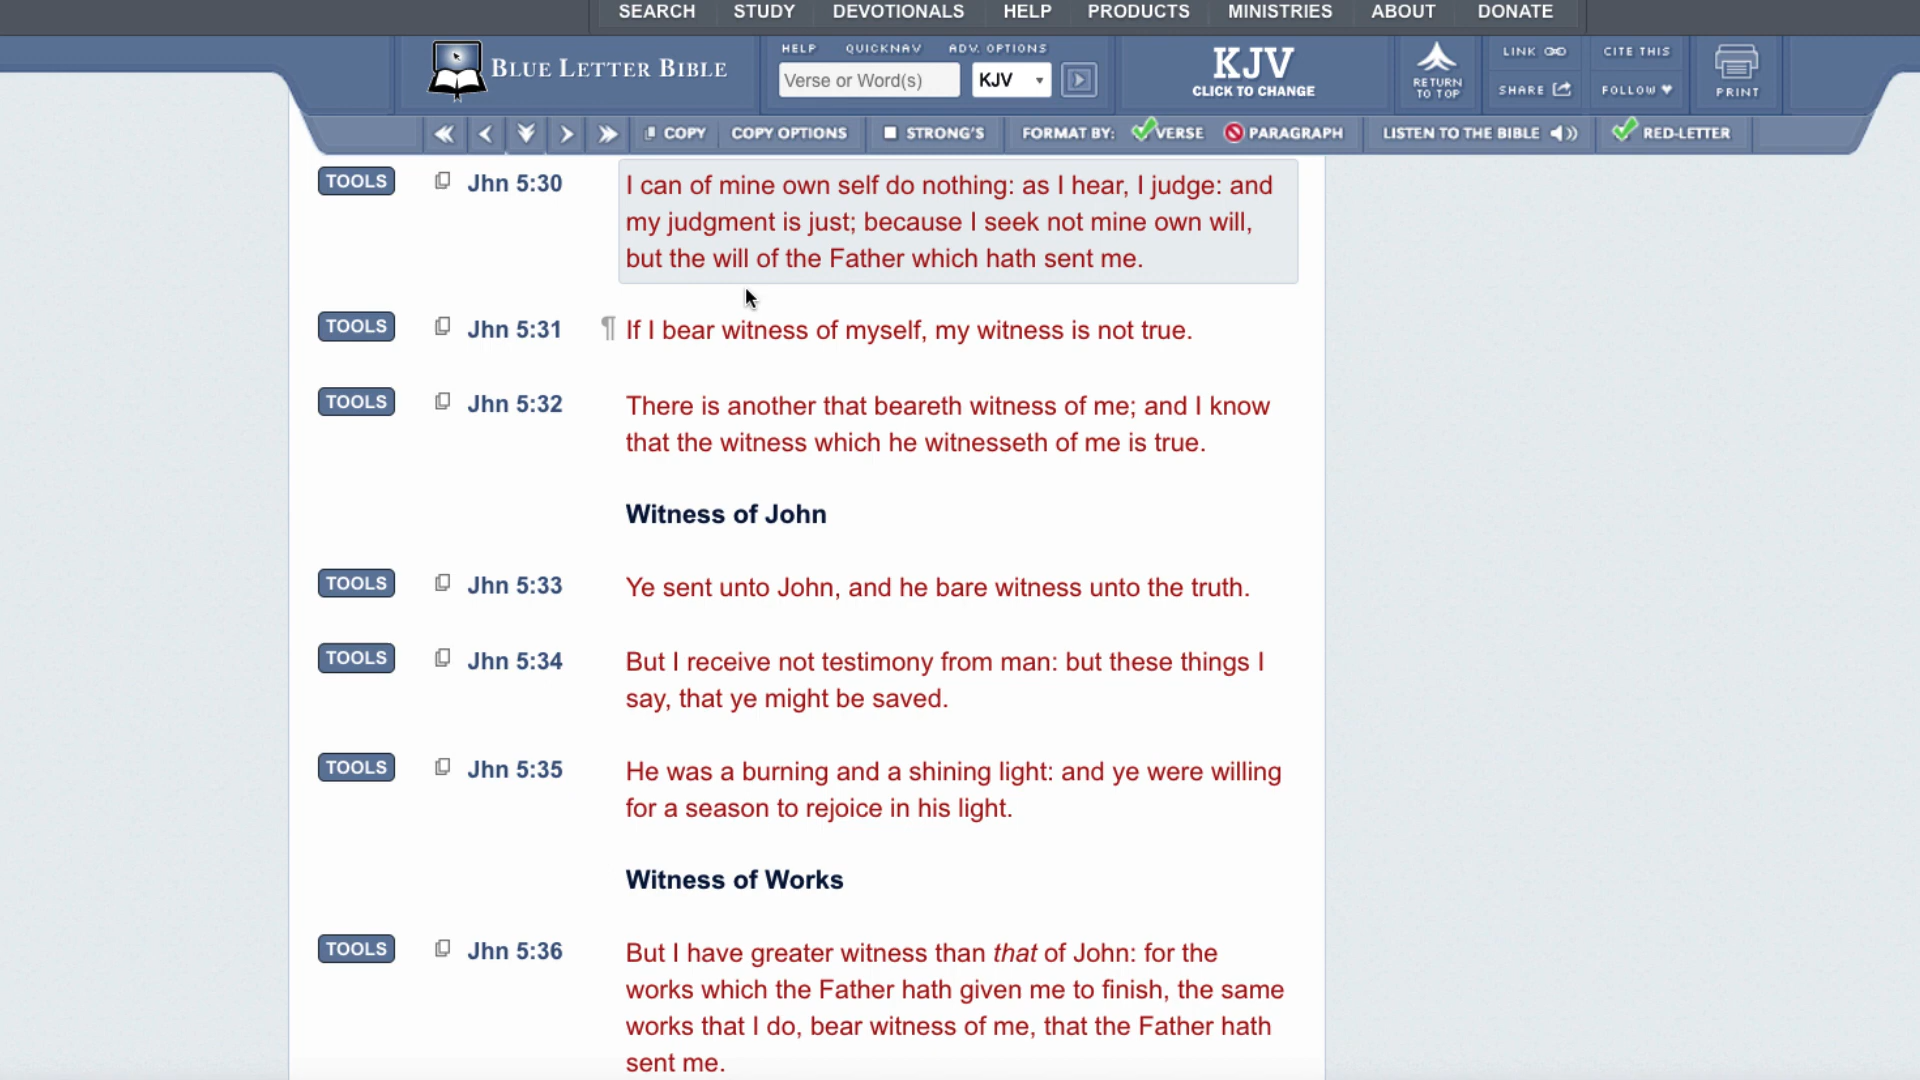 SEARCH STUDY DEVOTIONALS HELP PRODUCTS MINISTRIES ABOUT DONATE
BLUE LETTER BIBLE
HELP QUICKNAV ADV. OPTIONS
Verse or Word(s) KJV
KJV
CLICK TO CHANGE
RETURN
TO TOP
LINK
SHARE
CITE THIS
FOLLOW
PRINT
COPY COPY OPTIONS STRONG'S FORMAT BY: VERSE PARAGRAPH LISTEN TO THE BIBLE RED-LETTER
TOOLS Jhn 5:30 I can of mine own self do nothing: as I hear, I judge: and
my judgment is just; because I seek not mine own will,
but the will of the Father which hath sent me.
TOOLS Jhn 5:31 ¶ If I bear witness of myself, my witness is not true.
TOOLS Jhn 5:32 There is another that beareth witness of me; and I know
that the witness which he witnesseth of me is true.
Witness of John
TOOLS Jhn 5:33 Ye sent unto John, and he bare witness unto the truth.
TOOLS Jhn 5:34 But I receive not testimony from man: but these things I
say, that ye might be saved.
TOOLS Jhn 5:35 He was a burning and a shining light: and ye were willing
for a season to rejoice in his light.
Witness of Works
TOOLS Jhn 5:36 But I have greater witness than that of John: for the
works which the Father hath given me to finish, the same
works that I do, bear witness of me, that the Father hath
sent me.